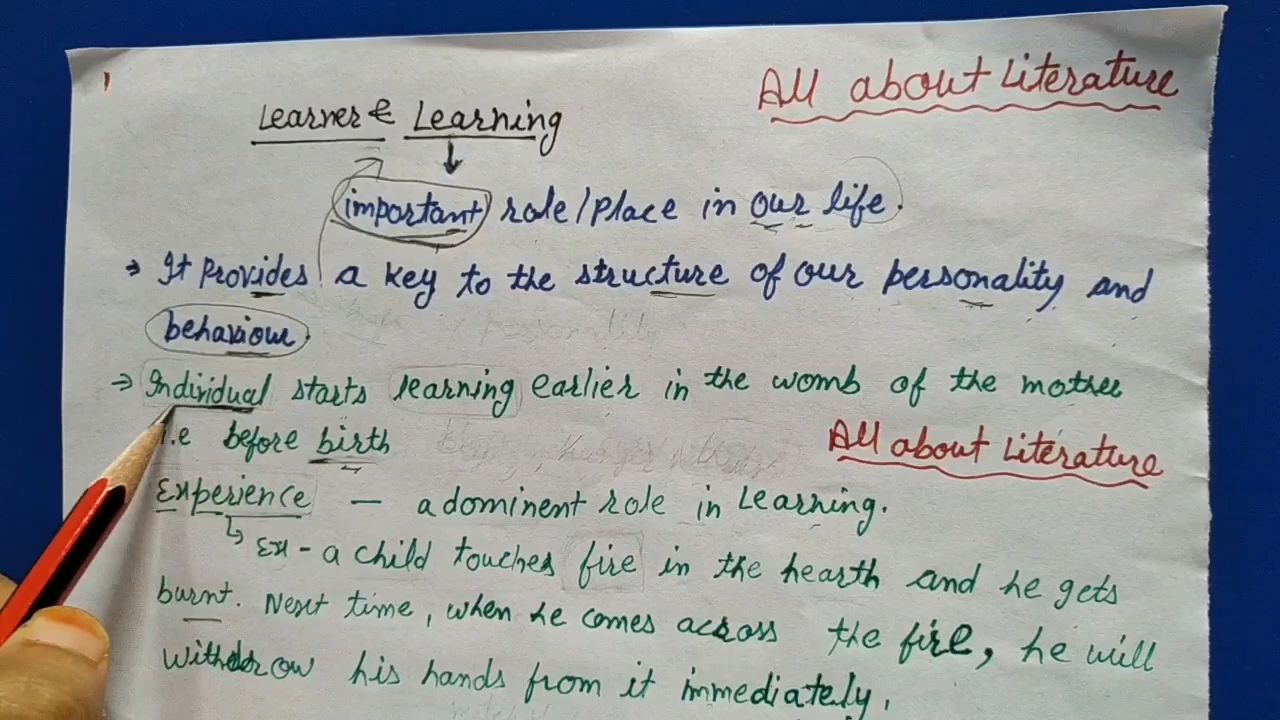 1
All about Literature
Learner & Learning
important role/place in our life.
→ It provides a key to the structure of our personality and
behaviour.
→ Individual starts learning earlier in the womb of the mother
i.e before birth
All about Literature
Experience — a dominent role in Learning.
Ex - a child touches fire in the hearth and he gets
burnt. Next time, when he comes across the fire, he will
withdrow his hands from it immediately.